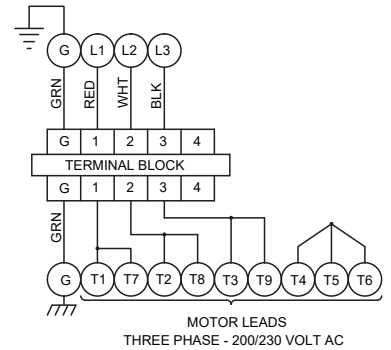 G L1 L2 L3
GRN RED WHT BLK
G 1 2 3 4
TERMINAL BLOCK
G 1 2 3 4
GRN
G T1 T7 T2 T8 T3 T9 T4 T5 T6
MOTOR LEADS
THREE PHASE - 200/230 VOLT AC